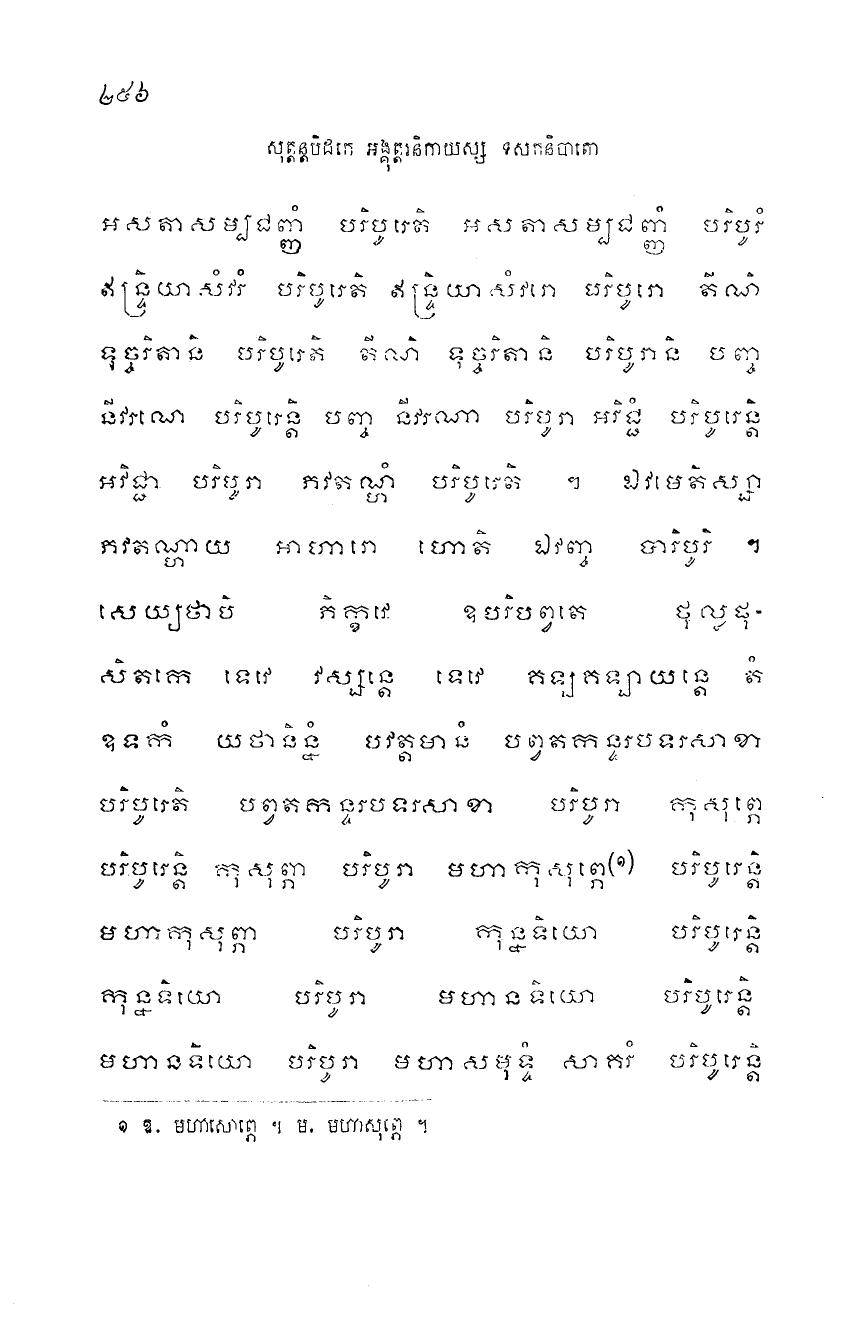 ២៥៦
សុត្តន្តបិដកេ អង្គុត្តរនិកាយស្ស ទសកនិបាតោ
អសតាសម្បជញ្ញំ បរិបូរេតិ អសតាសម្បជញ្ញំ បរិបូរំ
ឥន្ទ្រិយាសំវរំ បរិបូរេតិ ឥន្ទ្រិយាសំវរោ បរិបូរោ តីណិ
ទុច្ចរិតានិ បរិបូរេតិ តីណិ ទុច្ចរិតានិ បរិបូរានិ បញ្ច
នីវរណេ បរិបូរេន្តិ បញ្ច នីវរណា បរិបូរា អវិជ្ជំ បរិបូរេន្តិ
អវិជ្ជា បរិបូរា ភវតណ្ហំ បរិបូរេតិ ។ ឯវមេតិស្សា
ភវតណ្ហាយ អាហារោ ហោតិ ឯវញ្ច បារិបូរិ ។
សេយ្យថាបិ ភិក្ខវេ ឧបរិបព្វតេ ថុល្លផុ-
សិតកេ ទេវេ វស្សន្តេ ទេវេ គឡគឡាយន្តេ តំ
ឧទកំ យថានិន្នំ បវត្តមានំ បព្វតកន្ទរបទរសាខា
បរិបូរេតិ បព្វតកន្ទរបទរសាខា បរិបូរា កុសុព្ភេ
បរិបូរេន្តិ កុសុព្ភា បរិបូរា មហាកុសុព្ភេ(១) បរិបូរេន្តិ
មហាកុសុព្ភា បរិបូរា កុន្នទិយោ បរិបូរេន្តិ
កុន្នទិយោ បរិបូរា មហានទិយោ បរិបូរេន្តិ
មហានទិយោ បរិបូរា មហាសមុទ្ទំ សាគរំ បរិបូរេន្តិ
១ ឱ. មហាសោព្ភេ ។ ម. មហាសុព្ភេ ។